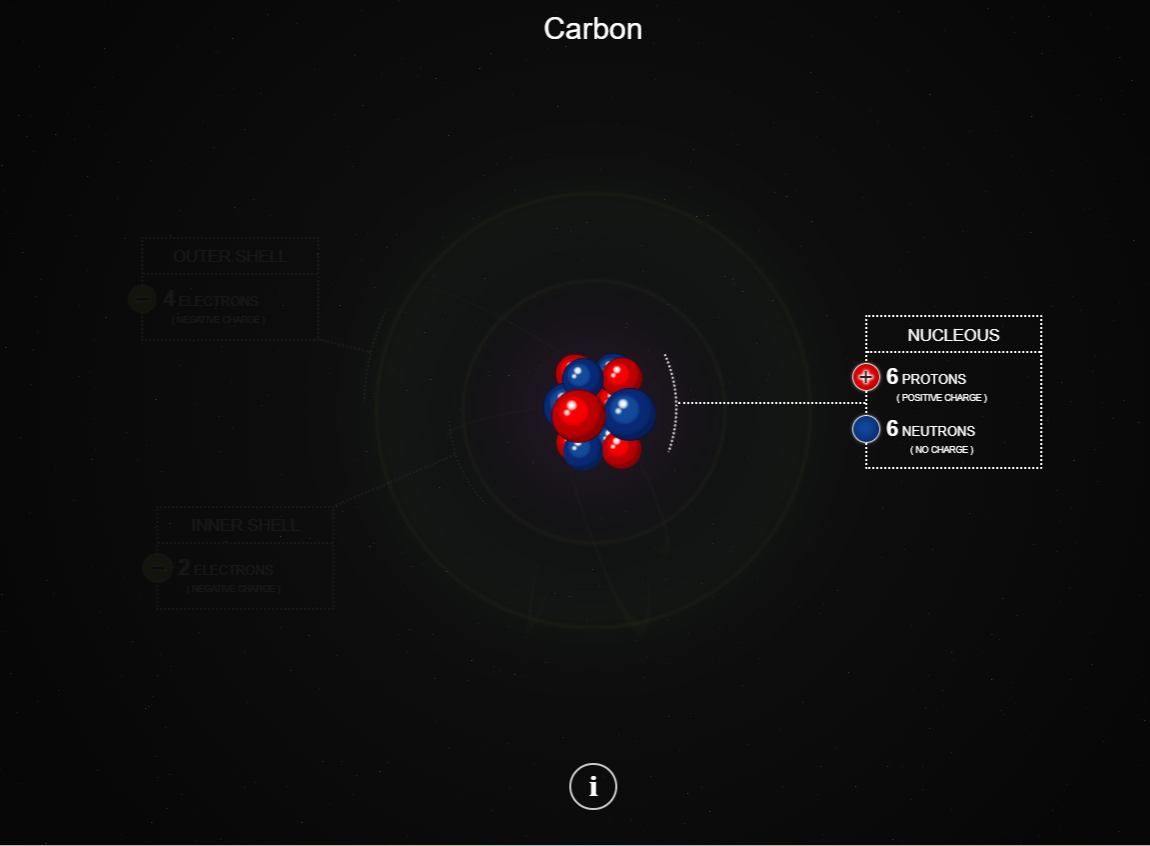 Carbon
OUTER SHELL
4 ELECTRONS
( NEGATIVE CHARGE )
NUCLEOUS
6 PROTONS
( POSITIVE CHARGE )
6 NEUTRONS
( NO CHARGE )
INNER SHELL
2 ELECTRONS
( NEGATIVE CHARGE )
i